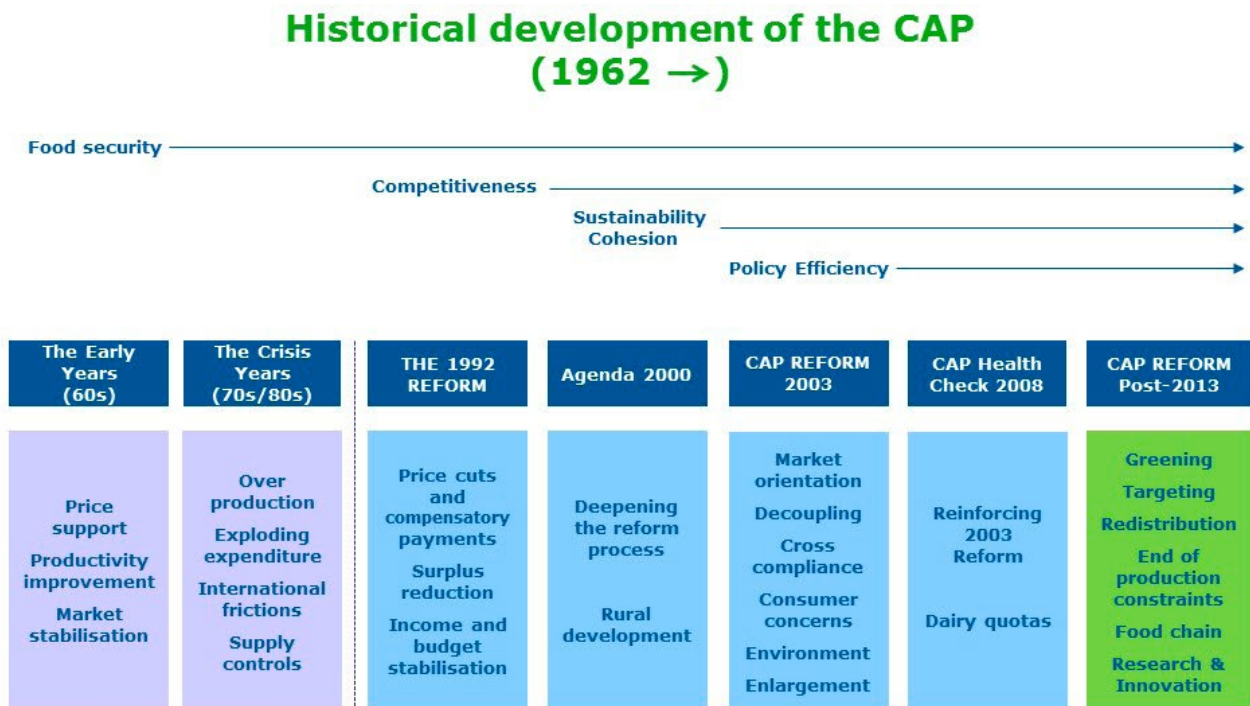 Historical development of the CAP
(1962 →)
Food security
Competitiveness
Sustainability
Cohesion
Policy Efficiency
The Early
Years
(60s)
The Crisis
Years
(70s/80s)
THE 1992
REFORM
Agenda 2000
CAP REFORM
2003
CAP Health
Check 2008
CAP REFORM
Post-2013
Price
support
Productivity
improvement
Market
stabilisation
Over
production
Exploding
expenditure
International
frictions
Supply
controls
Price cuts
and
compensatory
payments
Surplus
reduction
Income and
budget
stabilisation
Deepening
the reform
process
Rural
development
Market
orientation
Decoupling
Cross
compliance
Consumer
concerns
Environment
Enlargement
Reinforcing
2003
Reform
Dairy quotas
Greening
Targeting
Redistribution
End of
production
constraints
Food chain
Research &
Innovation